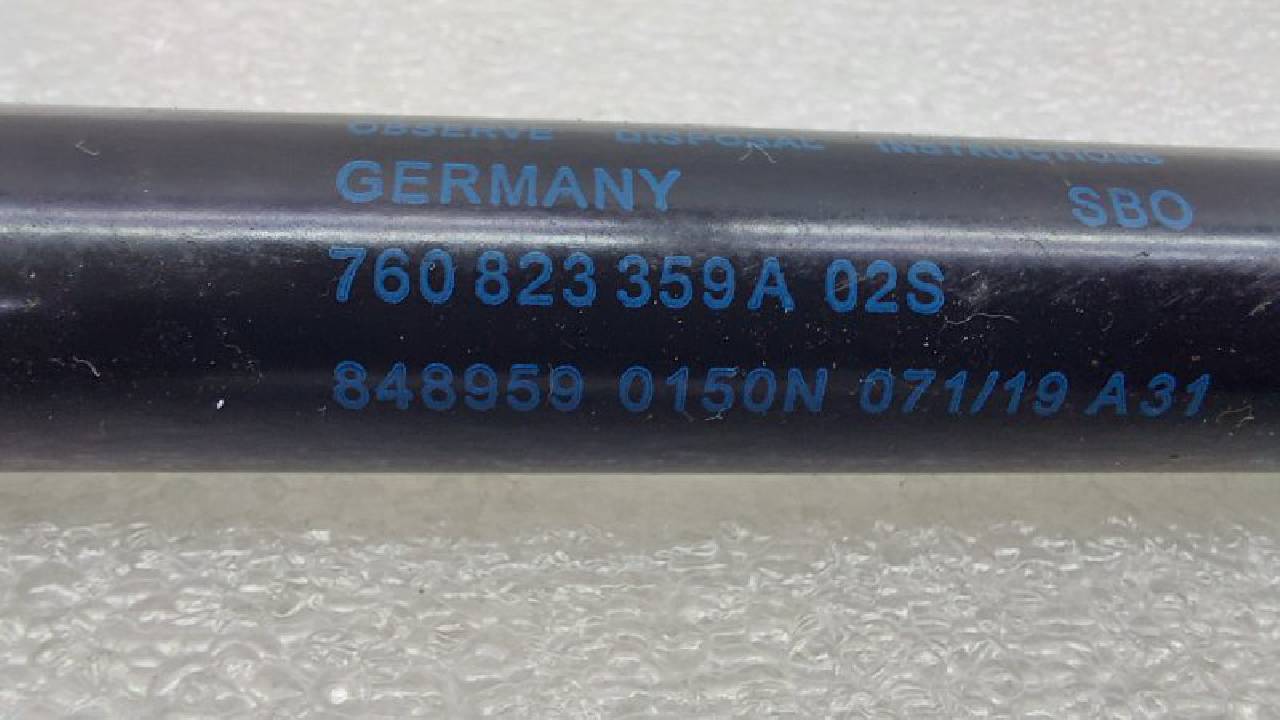 OBSERVE DISPOSAL INSTRUCTIONS
GERMANY SBO
760 823 359 A 02S
848959 0150N 071/19 A31